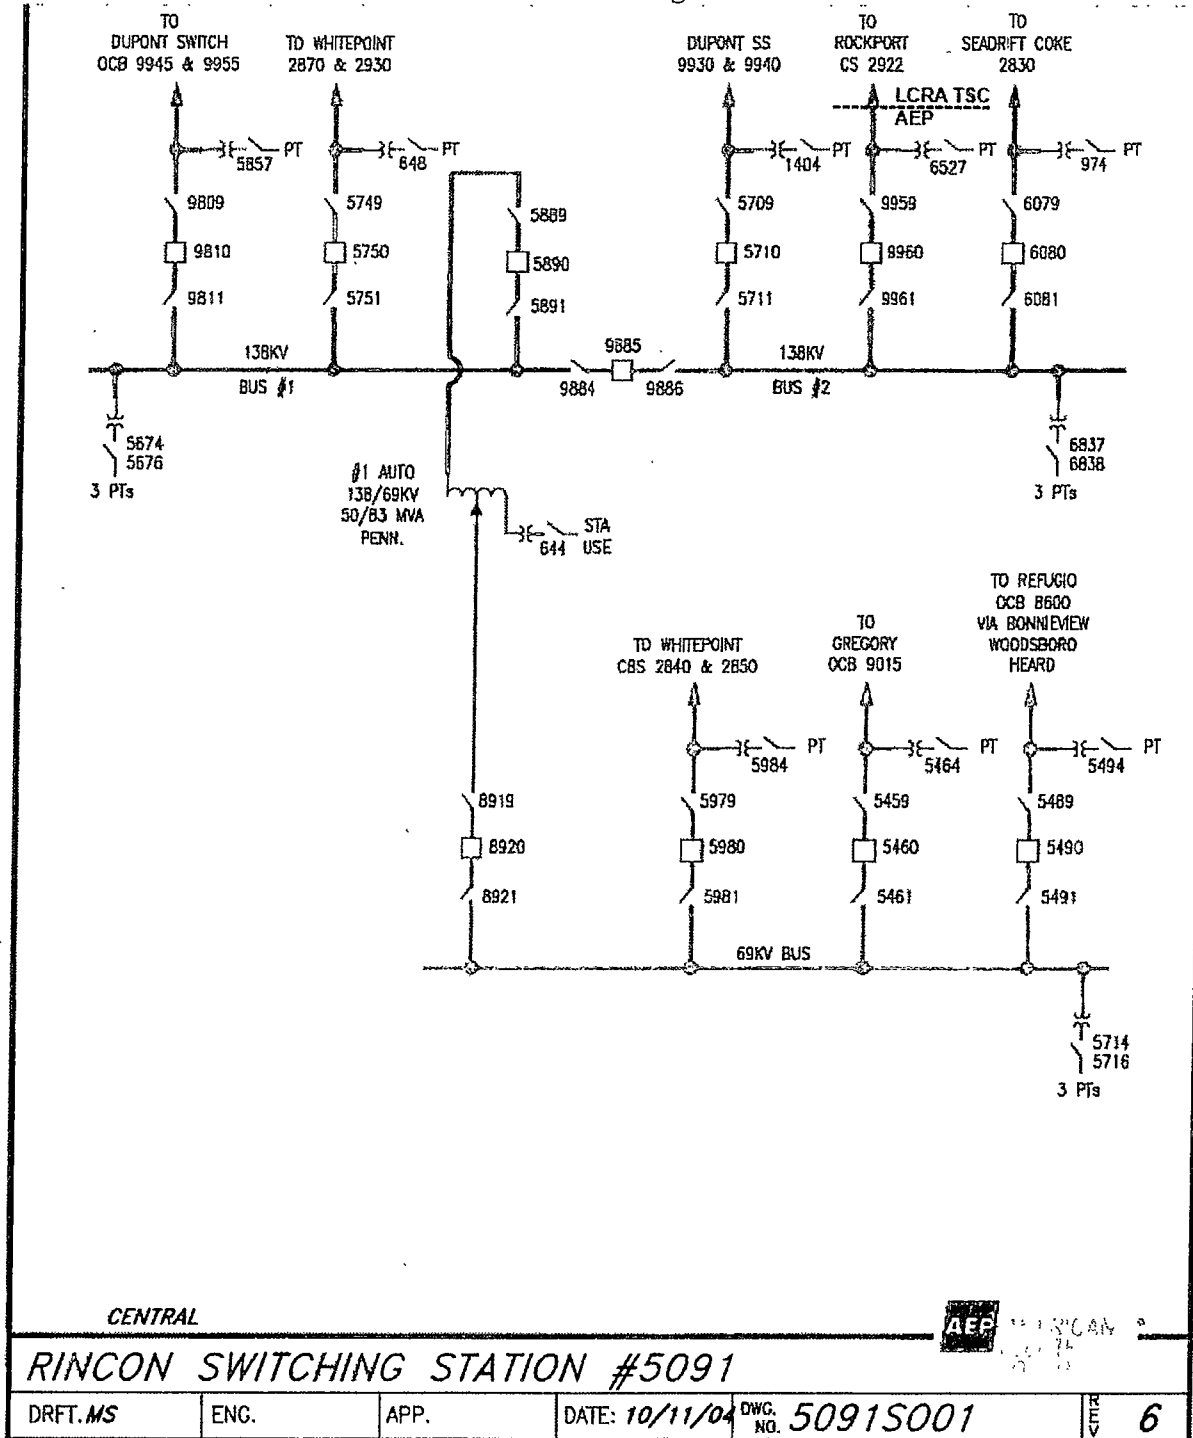 TO
DUPONT SWITCH
OCB 9945 & 9955
TO WHITEPOINT
2870 & 2930
DUPONT SS
9930 & 9940
TO
ROCKPORT
CS 2922
TO
SEADRIFT COKE
2830
LCRA TSC
AEP
5857 PT
648 PT
1404 PT
6527 PT
974 PT
9809
9810
9811
5749
5750
5751
5889
5890
5891
5709
5710
5711
9959
9960
9961
6079
6080
6081
138KV
BUS #1
9884
9885
9886
138KV
BUS #2
5674
5676
3 PTs
6837
6838
3 PTs
#1 AUTO
138/69KV
50/83 MVA
PENN.
644
STA
USE
TO WHITEPOINT
CBS 2840 & 2850
TO
GREGORY
OCB 9015
TO REFUGIO
OCB 8600
VIA BONNIEVIEW
WOODSBORO
HEARD
5984 PT
5464 PT
5494 PT
8919
8920
8921
5979
5980
5981
5459
5460
5461
5489
5490
5491
69KV BUS
5714
5716
3 PTs
CENTRAL
AEP
RINCON SWITCHING STATION #5091
DRFT. MS
ENG.
APP.
DATE: 10/11/04
DWG. NO. 5091S001
REV 6